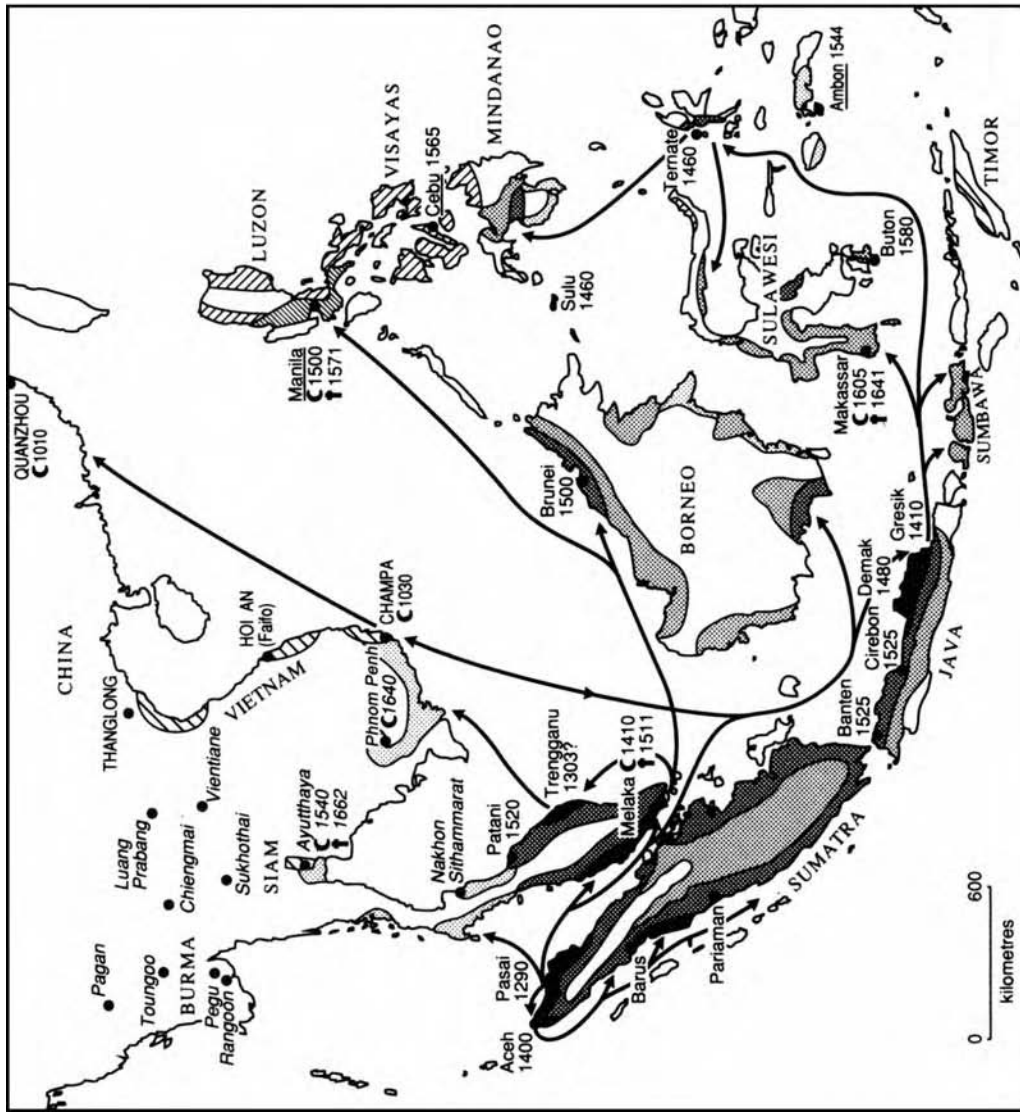 CHINA
QUANZHOU
☾1010
THANGLONG
HOI AN
(Faifo)
VIETNAM
CHAMPA
☾1030
Phnom Penh
☾1640
Luang
Prabang
Vientiane
Chiengmai
Sukhothai
Pagan
Toungoo
BURMA
Pegu
Rangoon
SIAM
Ayutthaya
☾1540
1662
Nakhon
Sithammarat
Patani
1520
Trengganu
1303?
Melaka
☾1410
1511
Pasai
1290
Aceh
1400
Barus
Pariaman
SUMATRA
LUZON
Manila
☾1500
1571
VISAYAS
Cebu 1565
MINDANAO
Sulu
1460
Brunei
1500
BORNEO
Ternate
1460
SULAWESI
Ambon 1544
Makassar
☾1605
1641
Buton
1580
Banten
1525
Cirebon
1525
Demak
1480
Gresik
1410
JAVA
SUMBAWA
TIMOR
0
600
kilometres